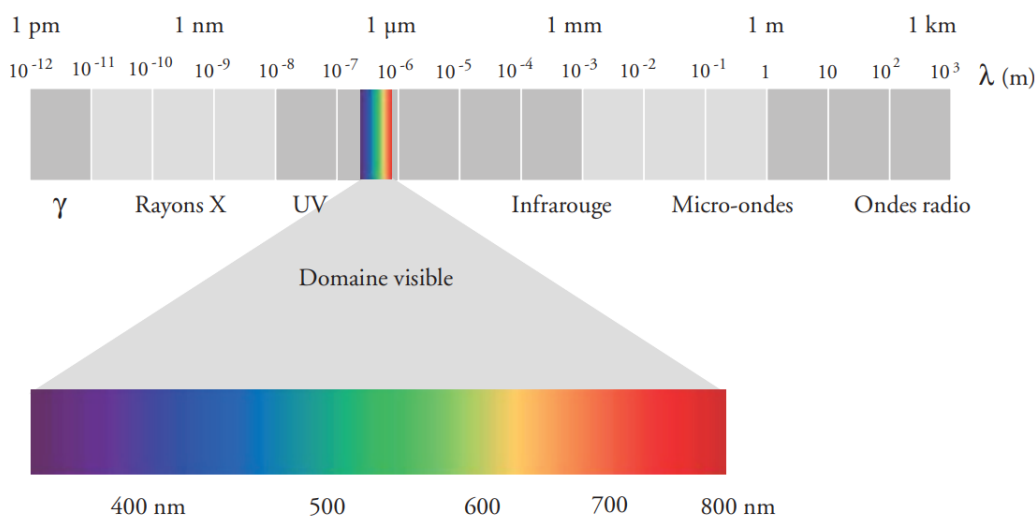 1 pm 1 nm 1 µm 1 mm 1 m 1 km
10⁻¹² 10⁻¹¹ 10⁻¹⁰ 10⁻⁹ 10⁻⁸ 10⁻⁷ 10⁻⁶ 10⁻⁵ 10⁻⁴ 10⁻³ 10⁻² 10⁻¹ 1 10 10² 10³ λ (m)
γ Rayons X UV Infrarouge Micro-ondes Ondes radio
Domaine visible
400 nm 500 600 700 800 nm